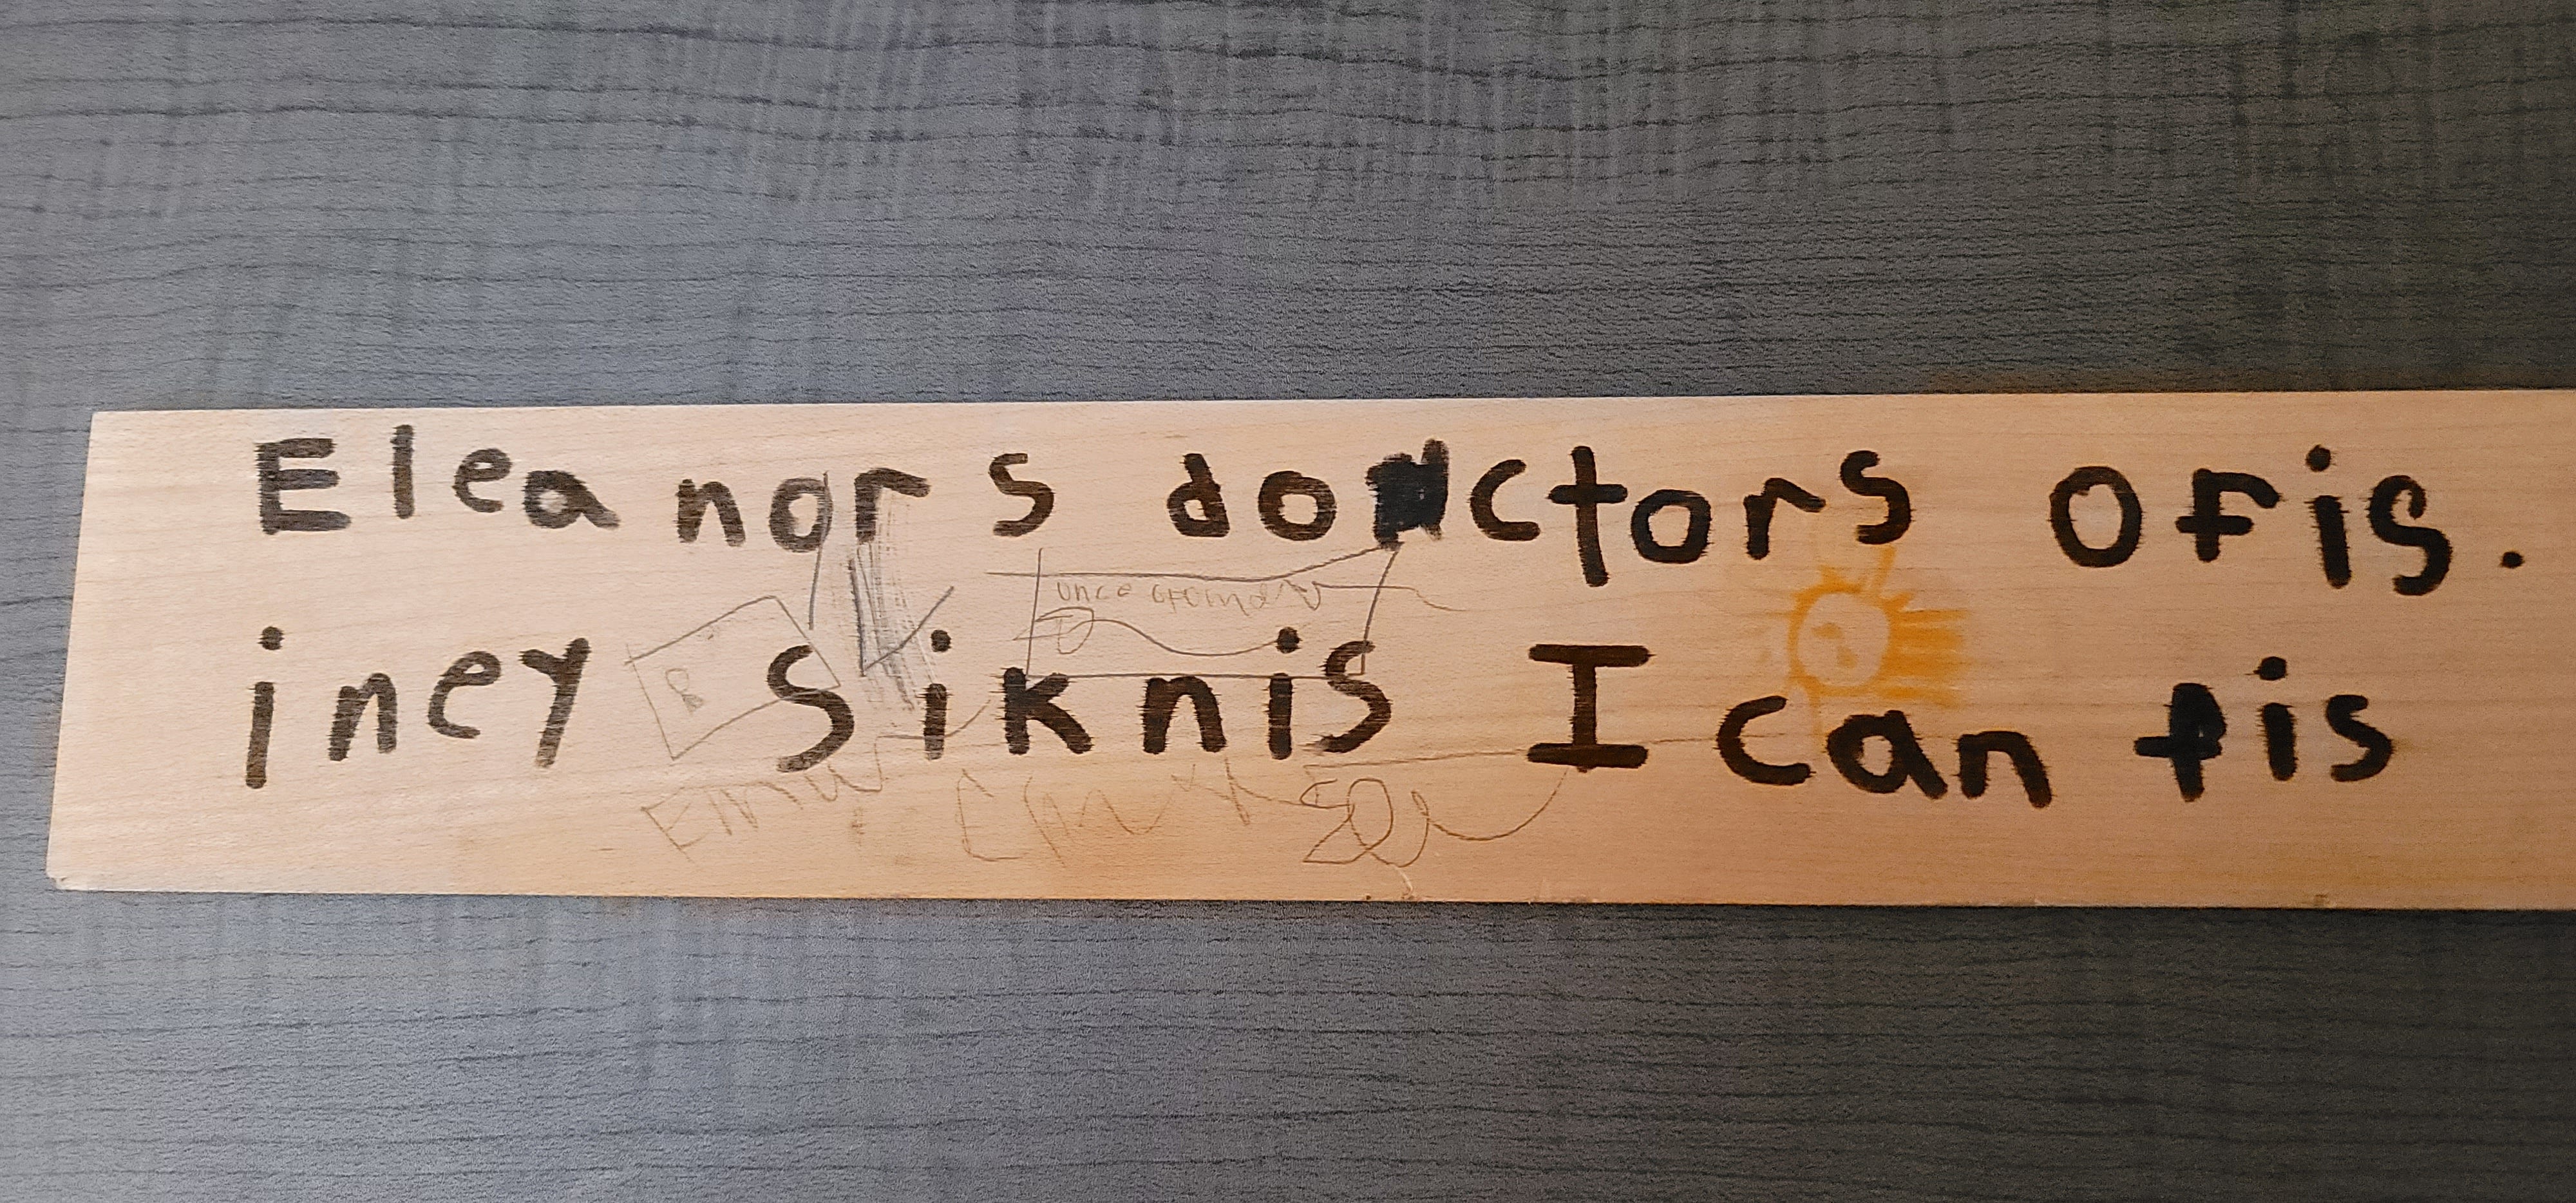 Eleanors doctors Ofis.
iney Siknis I can fis